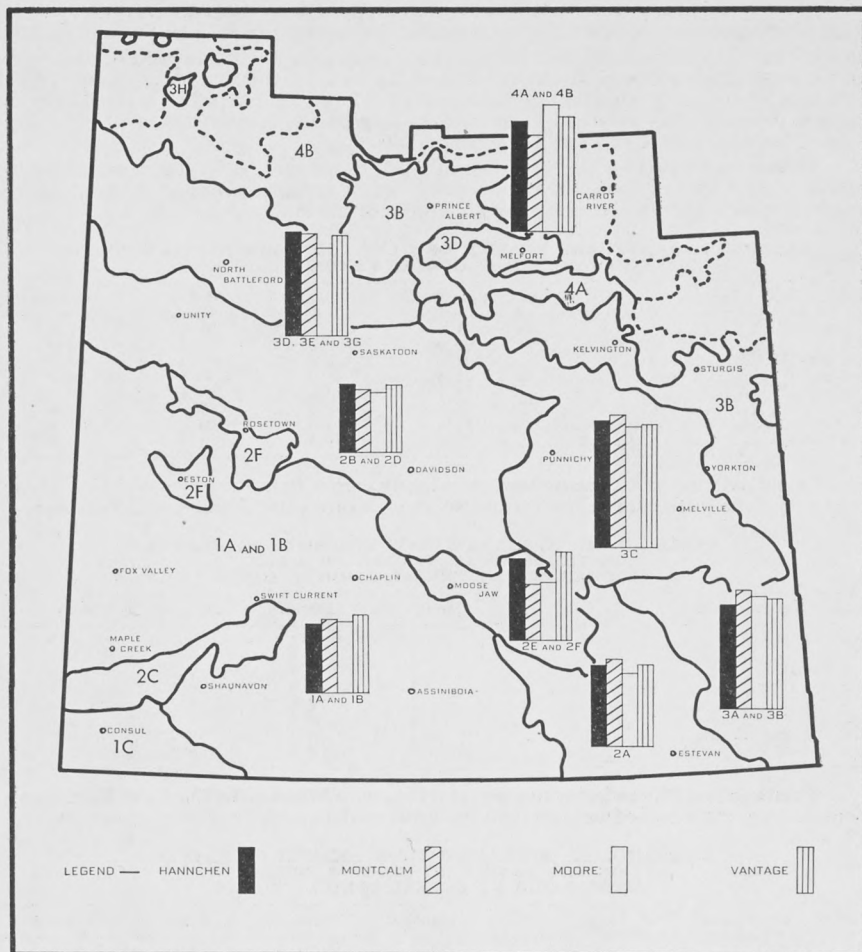 3H
4A AND 4B
4B
CARROT
RIVER
PRINCE
ALBERT
3B
3D
MELFORT
NORTH
BATTLEFORD
4A
UNITY
3D, 3E AND 3G
SASKATOON
KELVINGTON
STURGIS
3B
ROSETOWN
2F
2B AND 2D
PUNNICHY
DAVIDSON
YORKTON
ESTON
2F
MELVILLE
1A AND 1B
3C
FOX VALLEY
CHAPLIN
MOOSE
JAW
SWIFT CURRENT
MAPLE
CREEK
2E AND 2F
2C
SHAUNAVON
1A AND 1B
ASSINIBOIA
3A AND 3B
CONSUL
1C
2A
ESTEVAN
LEGEND — HANNCHEN MONTCALM MOORE VANTAGE